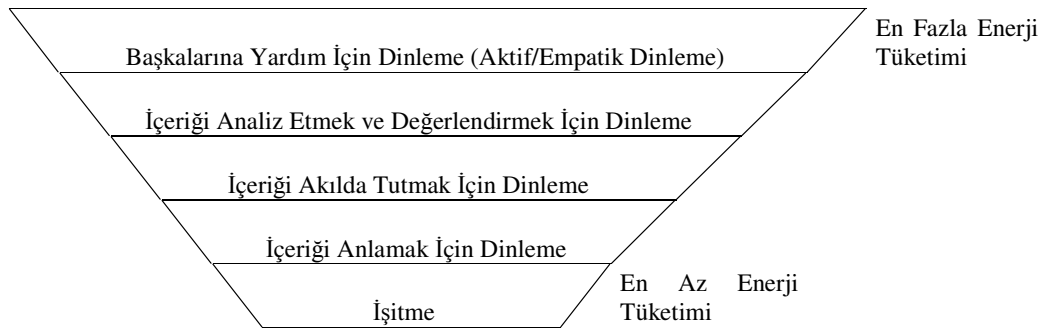 En Fazla Enerji
Tüketimi
Başkalarına Yardım İçin Dinleme (Aktif/Empatik Dinleme)
İçeriği Analiz Etmek ve Değerlendirmek İçin Dinleme
İçeriği Akılda Tutmak İçin Dinleme
İçeriği Anlamak İçin Dinleme
En Az Enerji
Tüketimi
İşitme